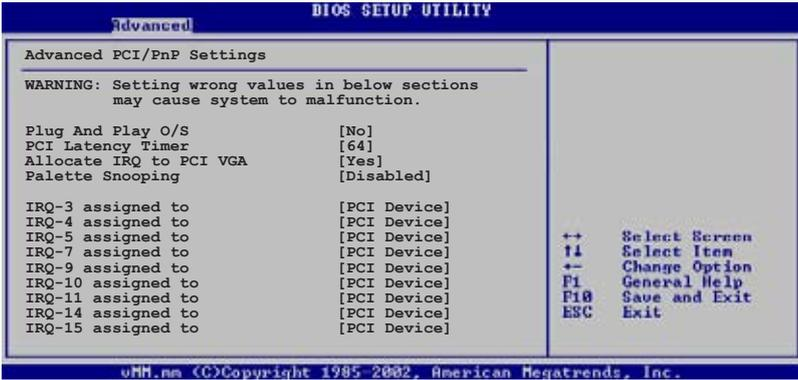 BIOS SETUP UTILITY
Advanced
Advanced PCI/PnP Settings
WARNING: Setting wrong values in below sections
may cause system to malfunction.
Plug And Play O/S [No]
PCI Latency Timer [64]
Allocate IRQ to PCI VGA [Yes]
Palette Snooping [Disabled]
IRQ-3 assigned to [PCI Device]
IRQ-4 assigned to [PCI Device]
IRQ-5 assigned to [PCI Device]
IRQ-7 assigned to [PCI Device]
IRQ-9 assigned to [PCI Device]
IRQ-10 assigned to [PCI Device]
IRQ-11 assigned to [PCI Device]
IRQ-14 assigned to [PCI Device]
IRQ-15 assigned to [PCI Device]
↔ Select Screen
↑↓ Select Item
+- Change Option
F1 General Help
F10 Save and Exit
ESC Exit
vMM.mm (C)Copyright 1985-2002, American Megatrends, Inc.